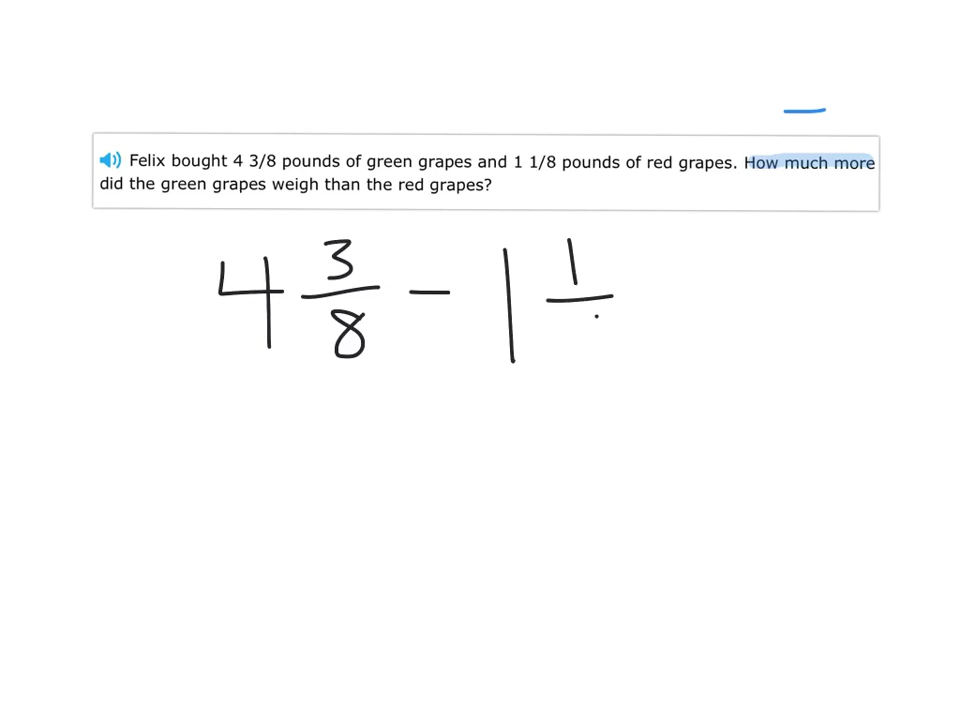 Felix bought 4 3/8 pounds of green grapes and 1 1/8 pounds of red grapes. How much more
did the green grapes weigh than the red grapes?
4 3/8 - 1 1/